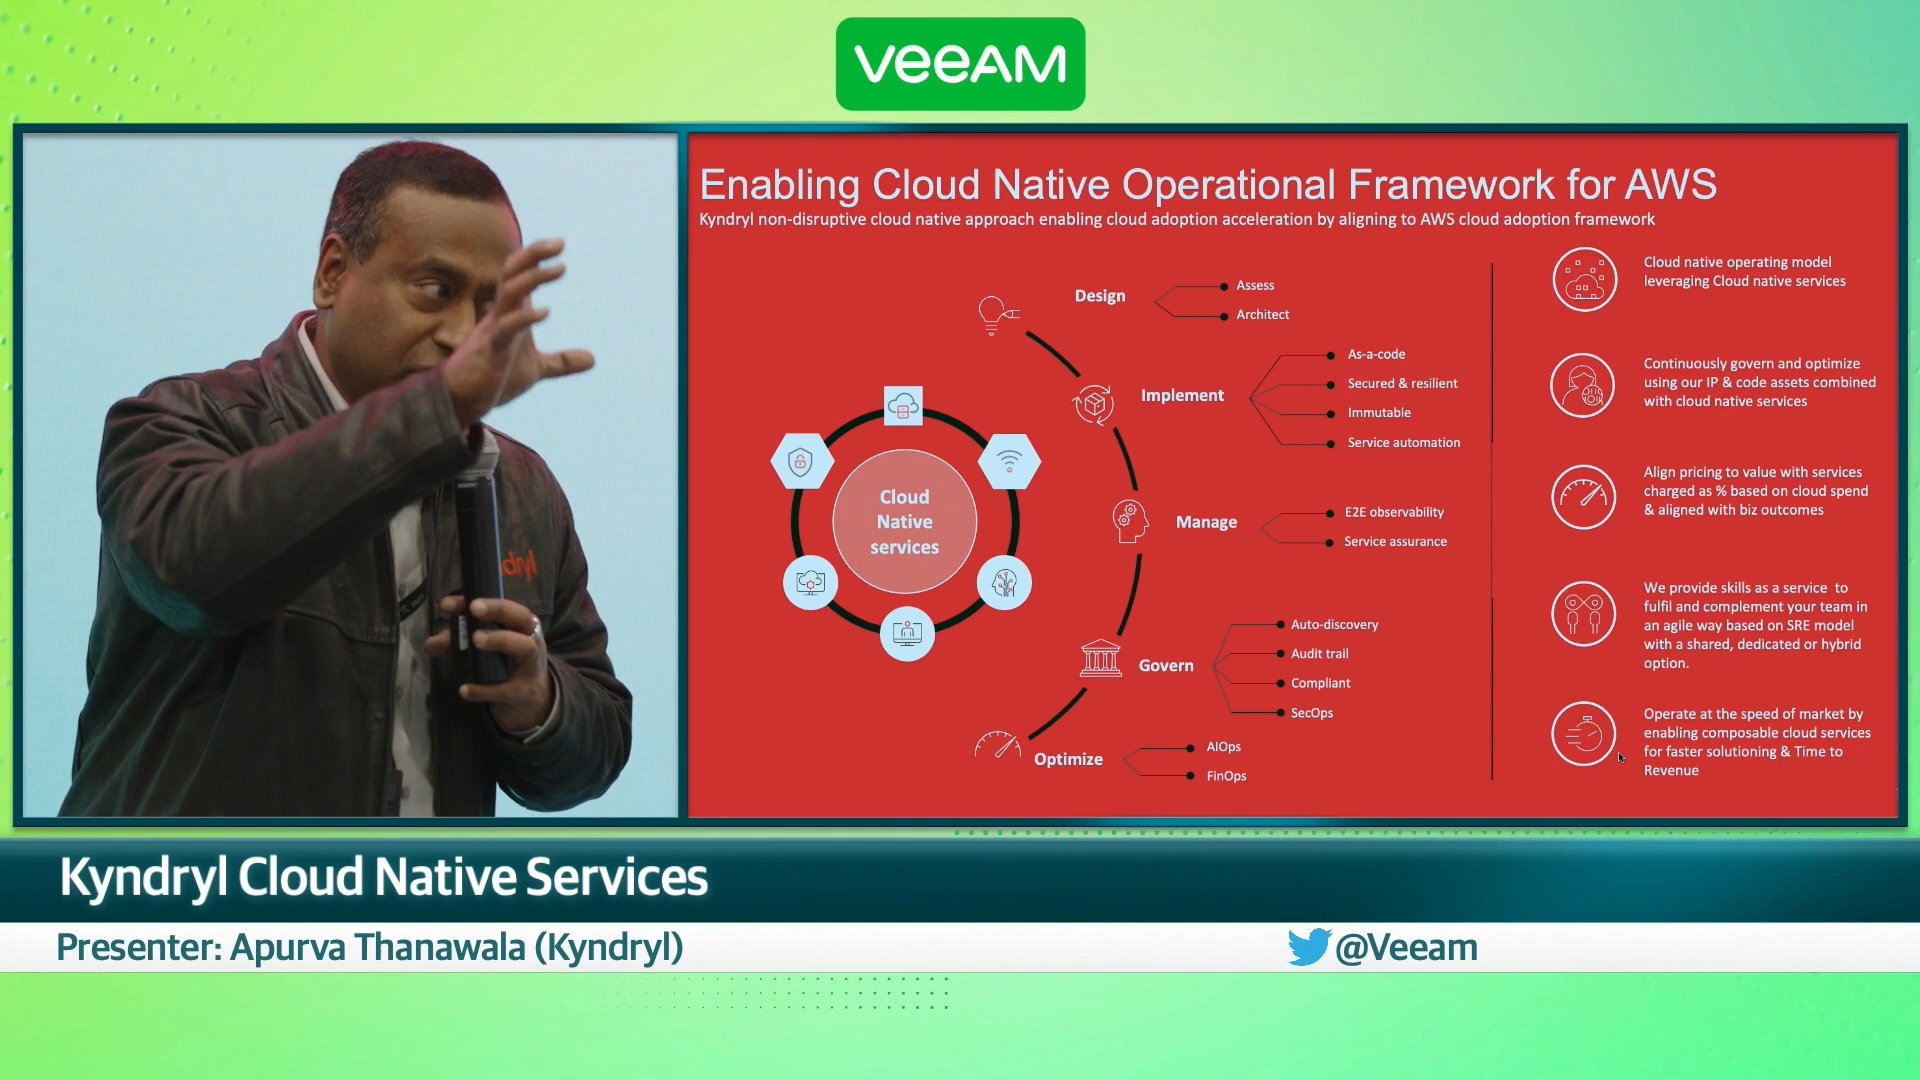 veeAM
Enabling Cloud Native Operational Framework for AWS
Kyndryl non-disruptive cloud native approach enabling cloud adoption acceleration by aligning to AWS cloud adoption framework
Design
Assess
Architect
Implement
As-a-code
Secured & resilient
Immutable
Service automation
Manage
E2E observability
Service assurance
Govern
Auto-discovery
Audit trail
Compliant
SecOps
Optimize
AIOps
FinOps
Cloud
Native
services
Cloud native operating model
leveraging Cloud native services
Continuously govern and optimize
using our IP & code assets combined
with cloud native services
Align pricing to value with services
charged as % based on cloud spend
& aligned with biz outcomes
We provide skills as a service to
fulfil and complement your team in
an agile way based on SRE model
with a shared, dedicated or hybrid
option.
Operate at the speed of market by
enabling composable cloud services
for faster solutioning & Time to
Revenue
dryl
Kyndryl Cloud Native Services
Presenter: Apurva Thanawala (Kyndryl)
@Veeam